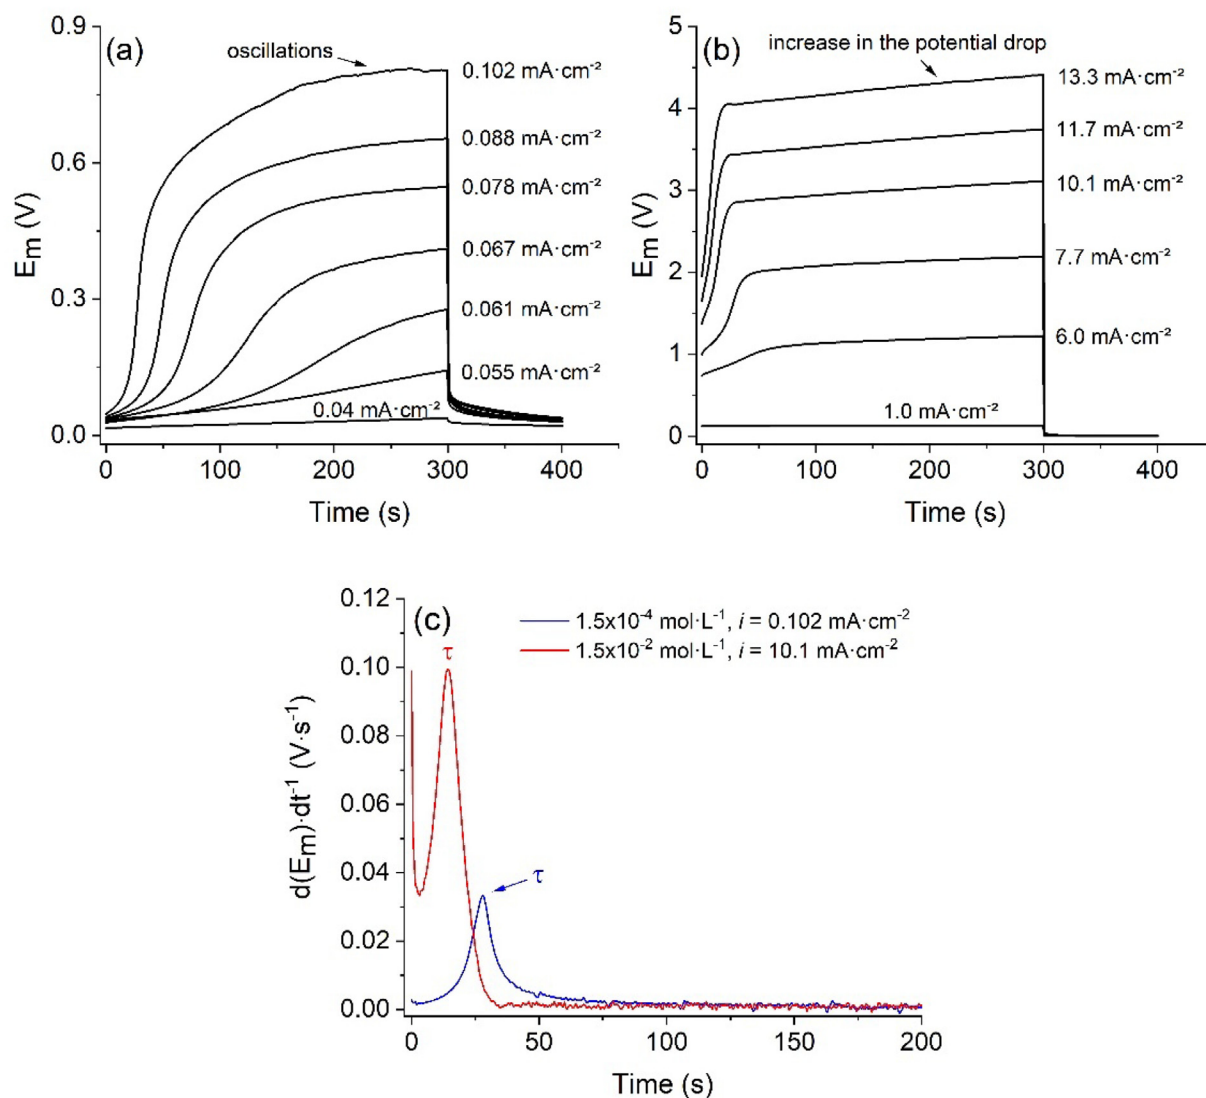 (a)
oscillations
0.102 mA·cm⁻²
0.088 mA·cm⁻²
0.078 mA·cm⁻²
0.067 mA·cm⁻²
0.061 mA·cm⁻²
0.055 mA·cm⁻²
0.04 mA·cm⁻²
0.9
0.6
0.3
0.0
Em (V)
0 100 200 300 400
Time (s)
(b)
increase in the potential drop
13.3 mA·cm⁻²
11.7 mA·cm⁻²
10.1 mA·cm⁻²
7.7 mA·cm⁻²
6.0 mA·cm⁻²
1.0 mA·cm⁻²
5
4
3
2
1
0
Em (V)
0 100 200 300 400
Time (s)
(c)
1.5x10⁻⁴ mol·L⁻¹, i = 0.102 mA·cm⁻²
1.5x10⁻² mol·L⁻¹, i = 10.1 mA·cm⁻²
τ
τ
0.12
0.10
0.08
0.06
0.04
0.02
0.00
d(Em)·dt⁻¹ (V·s⁻¹)
0 50 100 150 200
Time (s)